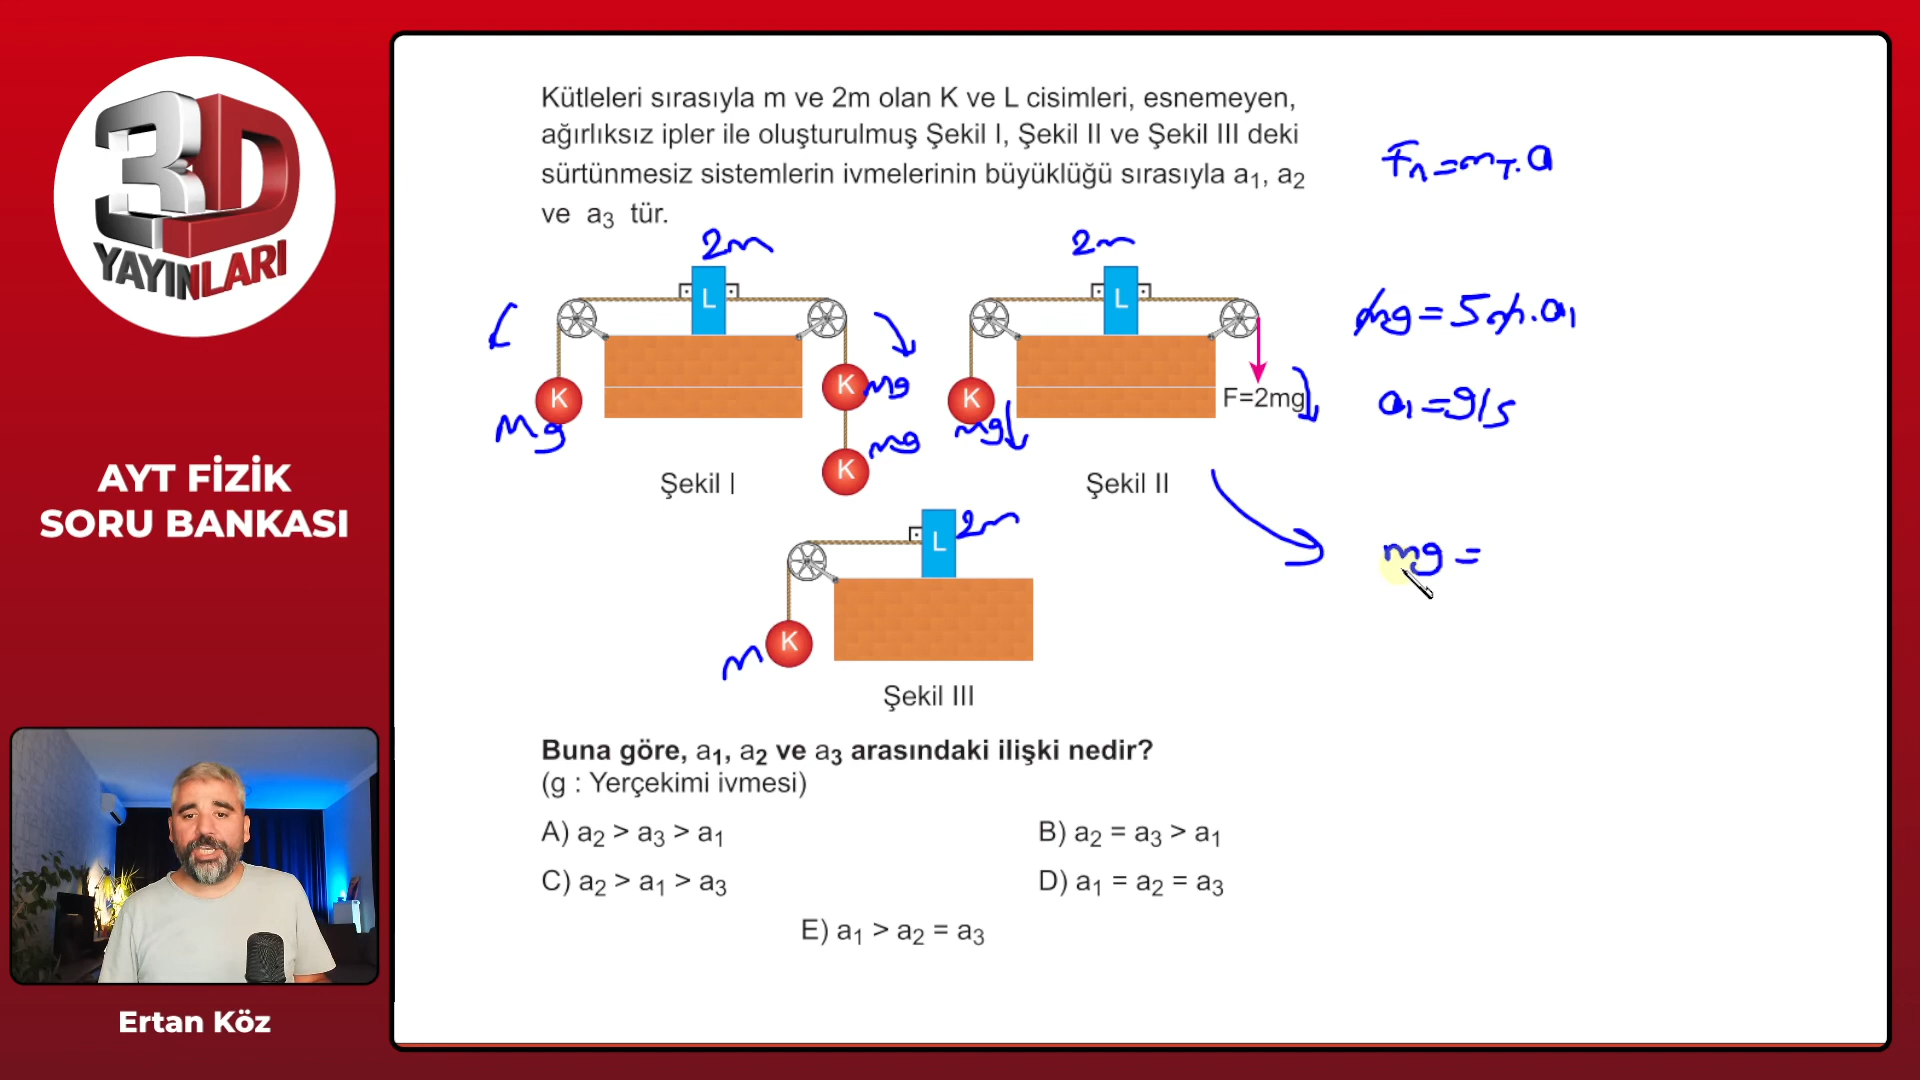 3D
YAYINLARI
AYT FİZİK
SORU BANKASI
Ertan Köz
Kütleleri sırasıyla m ve 2m olan K ve L cisimleri, esnemeyen,
ağırlıksız ipler ile oluşturulmuş Şekil I, Şekil II ve Şekil III deki
sürtünmesiz sistemlerin ivmelerinin büyüklüğü sırasıyla a₁, a₂
ve a₃ tür.
2m
L
K
mg
K
mg
K
mg
Şekil I
2m
L
K
mg
F=2mg
Şekil II
L
2m
K
m
Şekil III
Fn=mT.a
mg=5m.a₁
a₁=g/5
mg=
Buna göre, a₁, a₂ ve a₃ arasındaki ilişki nedir?
(g : Yerçekimi ivmesi)
A) a₂ > a₃ > a₁
B) a₂ = a₃ > a₁
C) a₂ > a₁ > a₃
D) a₁ = a₂ = a₃
E) a₁ > a₂ = a₃